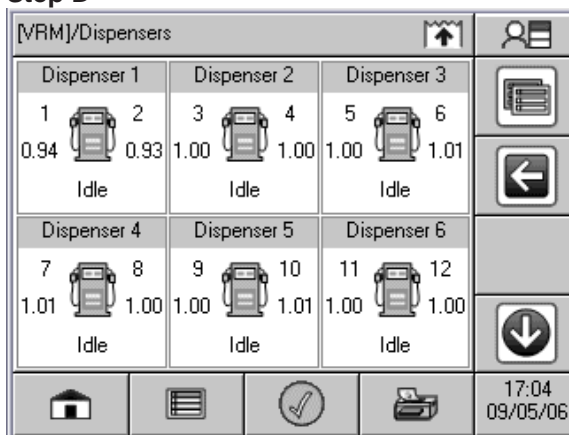 [VRM]/Dispensers
Dispenser 1 Dispenser 2 Dispenser 3
1 2 3 4 5 6
0.94 0.93 1.00 1.00 1.00 1.01
Idle Idle Idle
Dispenser 4 Dispenser 5 Dispenser 6
7 8 9 10 11 12
1.01 1.00 1.00 1.01 1.00 1.00
Idle Idle Idle
17:04
09/05/06